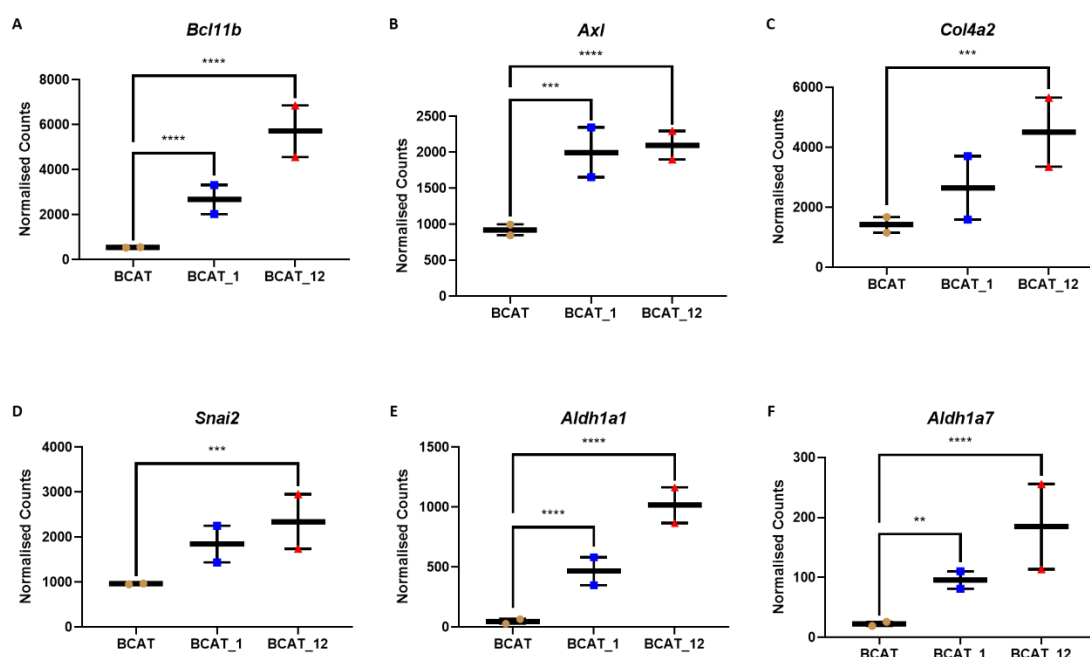 A
Bcl11b
****
****
Normalised Counts
8000
6000
4000
2000
0
BCAT
BCAT_1
BCAT_12
B
Axl
****
***
Normalised Counts
2500
2000
1500
1000
500
0
BCAT
BCAT_1
BCAT_12
C
Col4a2
***
Normalised Counts
6000
4000
2000
0
BCAT
BCAT_1
BCAT_12
D
Snai2
***
Normalised Counts
4000
3000
2000
1000
0
BCAT
BCAT_1
BCAT_12
E
Aldh1a1
****
****
Normalised Counts
1500
1000
500
0
BCAT
BCAT_1
BCAT_12
F
Aldh1a7
****
**
Normalised Counts
300
200
100
0
BCAT
BCAT_1
BCAT_12